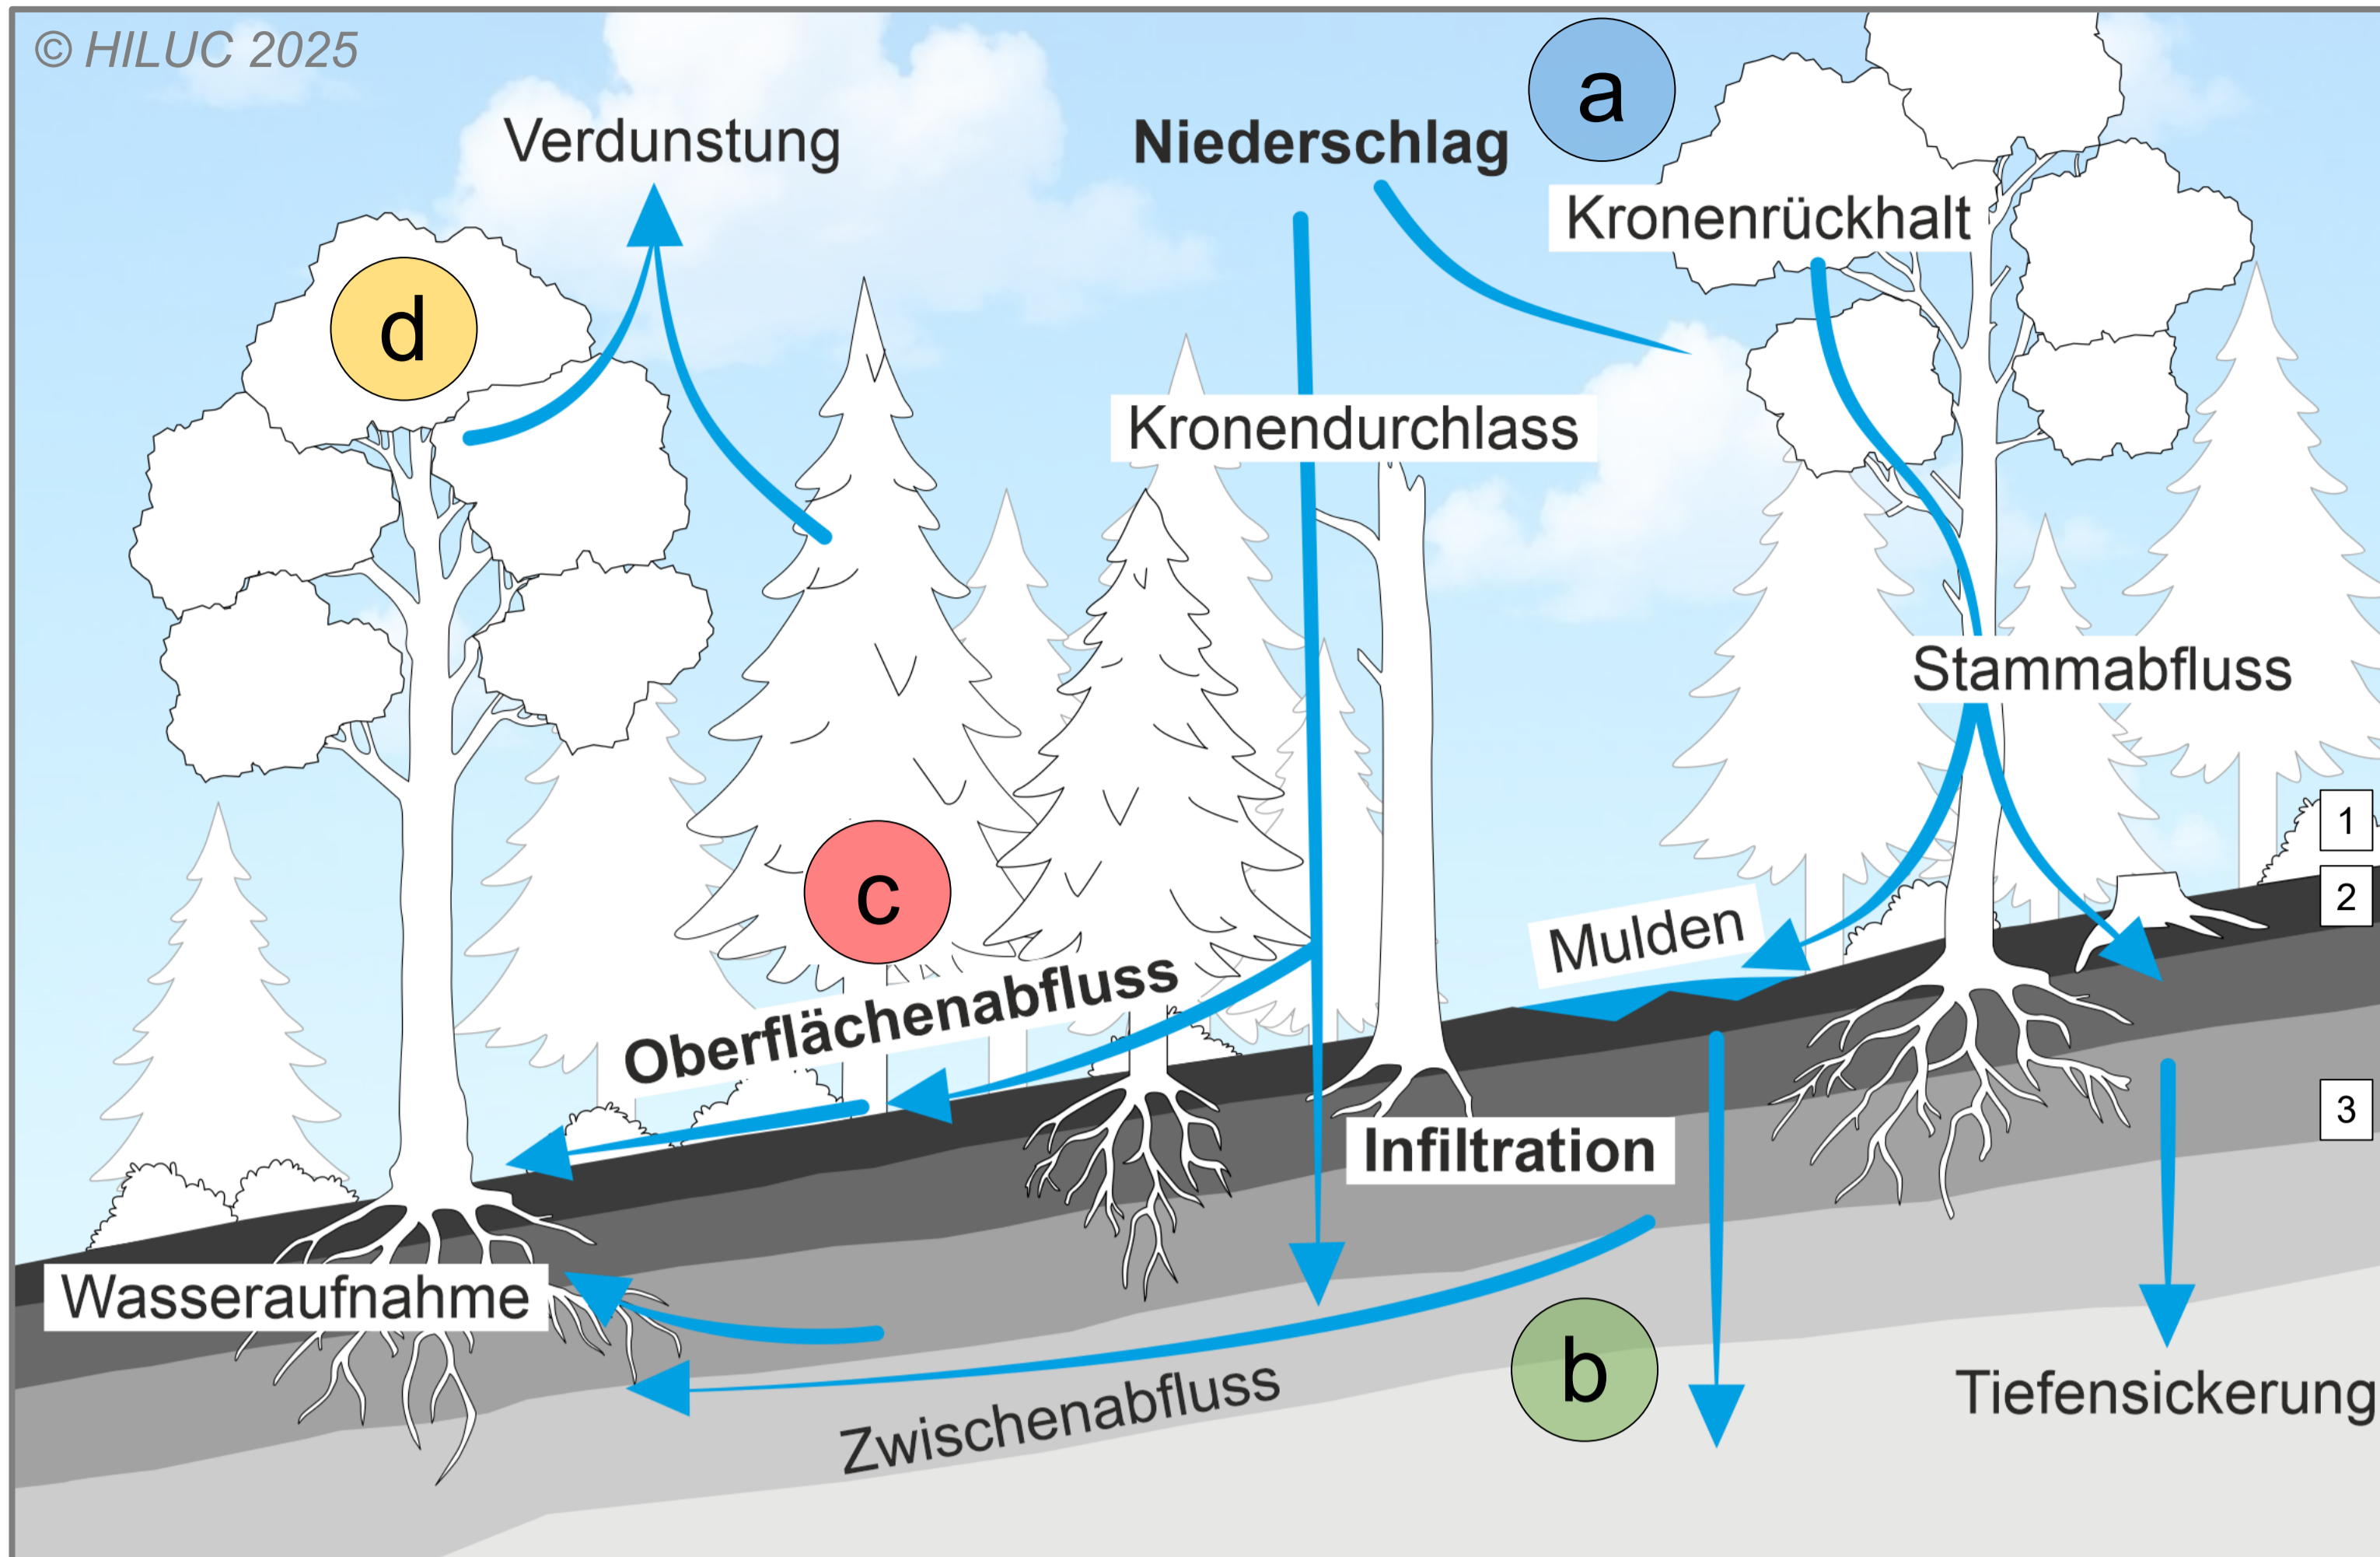 © HILUC 2025
a
Verdunstung
Niederschlag
Kronenrückhalt
d
Kronendurchlass
Stammabfluss
1
c
2
Mulden
Oberflächenabfluss
3
Infiltration
Wasseraufnahme
b
Zwischenabfluss
Tiefensickerung